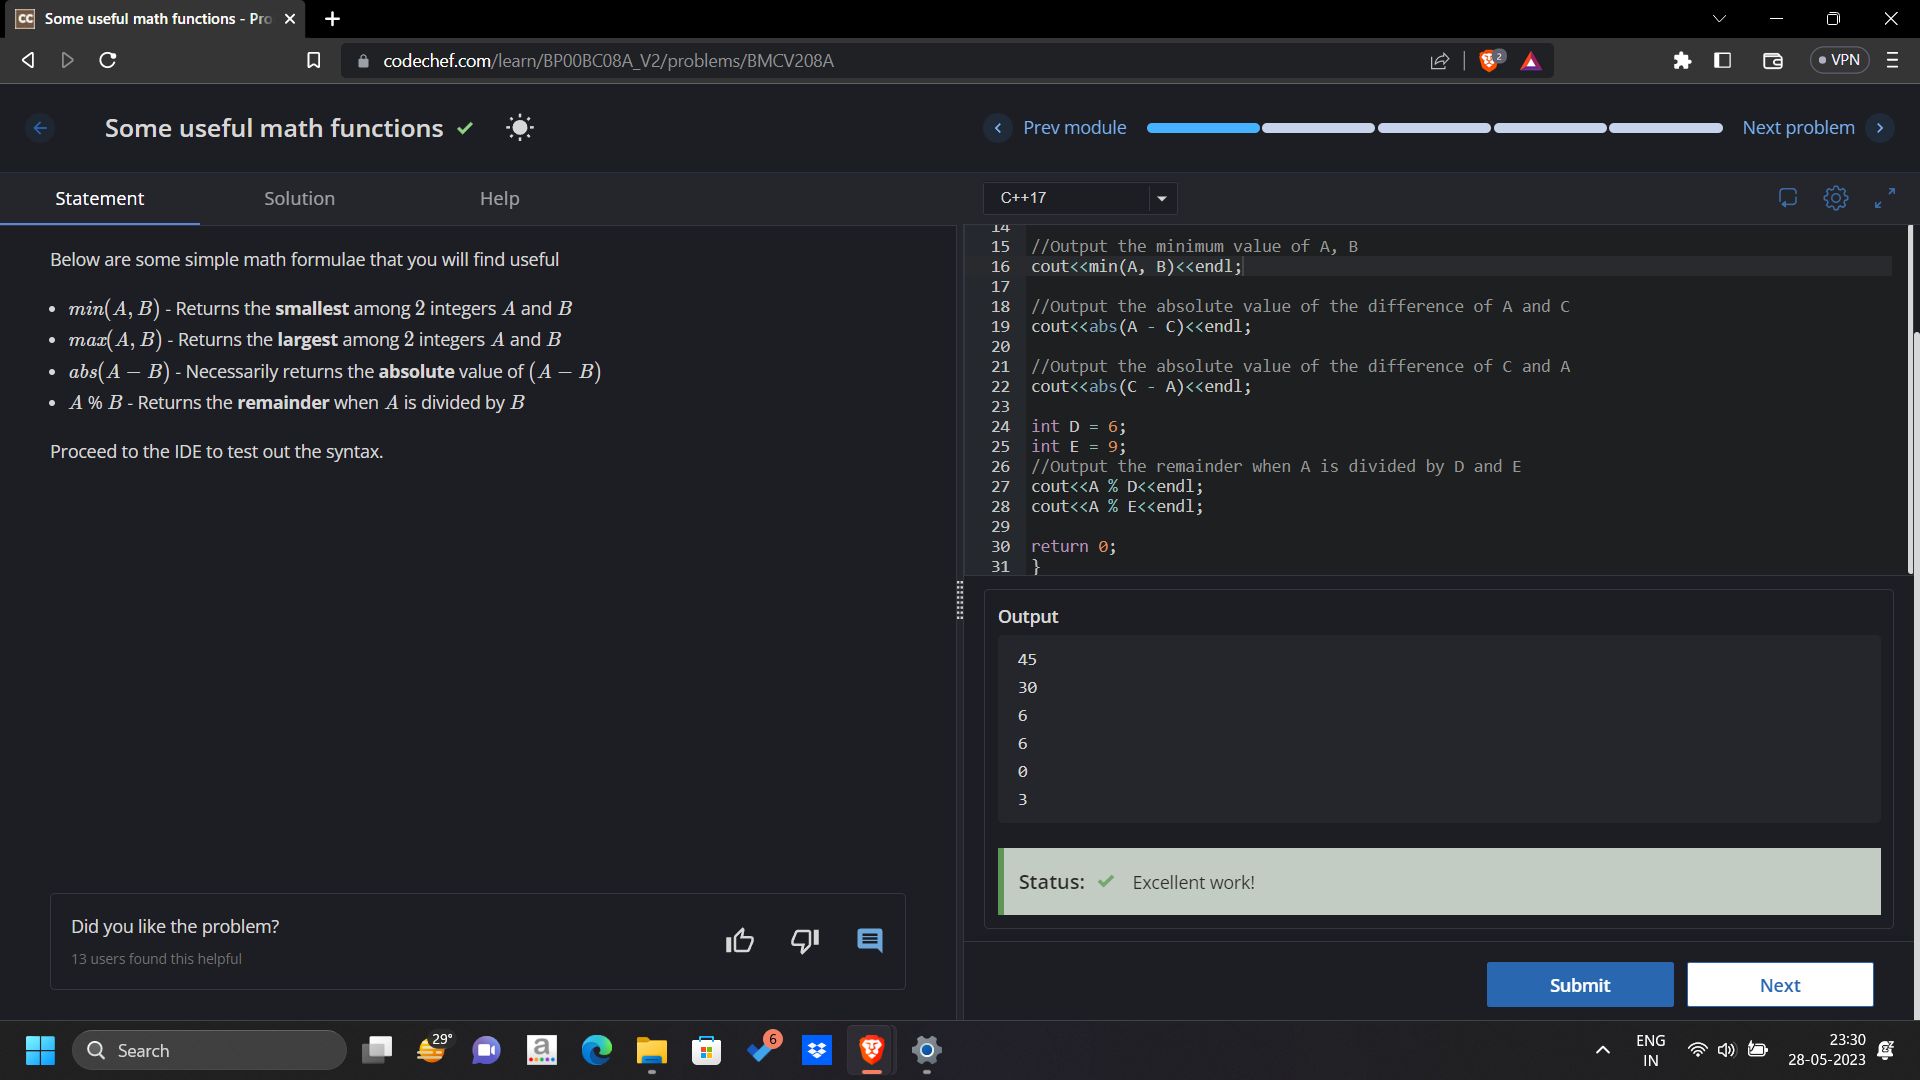 Some useful math functions - Pro
codechef.com/learn/BP00BC08A_V2/problems/BMCV208A
2
VPN
Some useful math functions
Prev module
Next problem
Statement
Solution
Help
C++17
Below are some simple math formulae that you will find useful
• min(A, B) - Returns the smallest among 2 integers A and B
• max(A, B) - Returns the largest among 2 integers A and B
• abs(A − B) - Necessarily returns the absolute value of (A − B)
• A % B - Returns the remainder when A is divided by B
Proceed to the IDE to test out the syntax.
14
15 //Output the minimum value of A, B
16 cout<<min(A, B)<<endl;
17
18 //Output the absolute value of the difference of A and C
19 cout<<abs(A - C)<<endl;
20
21 //Output the absolute value of the difference of C and A
22 cout<<abs(C - A)<<endl;
23
24 int D = 6;
25 int E = 9;
26 //Output the remainder when A is divided by D and E
27 cout<<A % D<<endl;
28 cout<<A % E<<endl;
29
30 return 0;
31 }
Output
45
30
6
6
0
3
Status: Excellent work!
Did you like the problem?
13 users found this helpful
Submit
Next
Search
29°
a
6
ENG
IN
23:30
28-05-2023